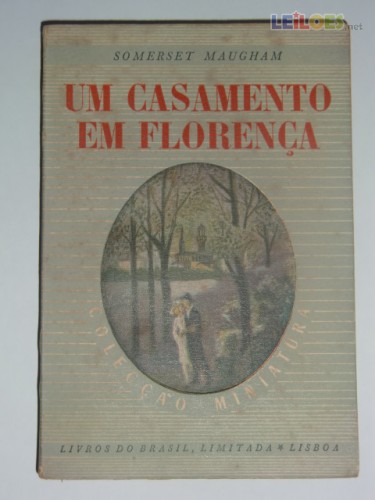 LEILOES.net
SOMERSET MAUGHAM
UM CASAMENTO
EM FLORENÇA
COLECÇÃO MINIATURA
LIVROS DO BRASIL, LIMITADA * LISBOA